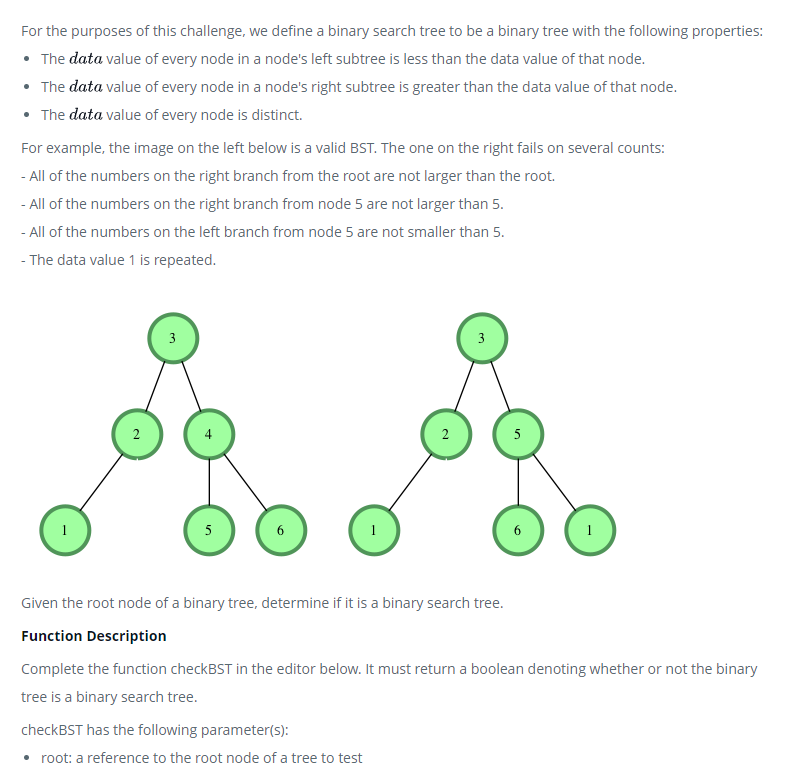 For the purposes of this challenge, we define a binary search tree to be a binary tree with the following properties:
• The data value of every node in a node's left subtree is less than the data value of that node.
• The data value of every node in a node's right subtree is greater than the data value of that node.
• The data value of every node is distinct.
For example, the image on the left below is a valid BST. The one on the right fails on several counts:
- All of the numbers on the right branch from the root are not larger than the root.
- All of the numbers on the right branch from node 5 are not larger than 5.
- All of the numbers on the left branch from node 5 are not smaller than 5.
- The data value 1 is repeated.
3 3
2 4 2 5
1 5 6 1 6 1
Given the root node of a binary tree, determine if it is a binary search tree.
Function Description
Complete the function checkBST in the editor below. It must return a boolean denoting whether or not the binary
tree is a binary search tree.
checkBST has the following parameter(s):
• root: a reference to the root node of a tree to test